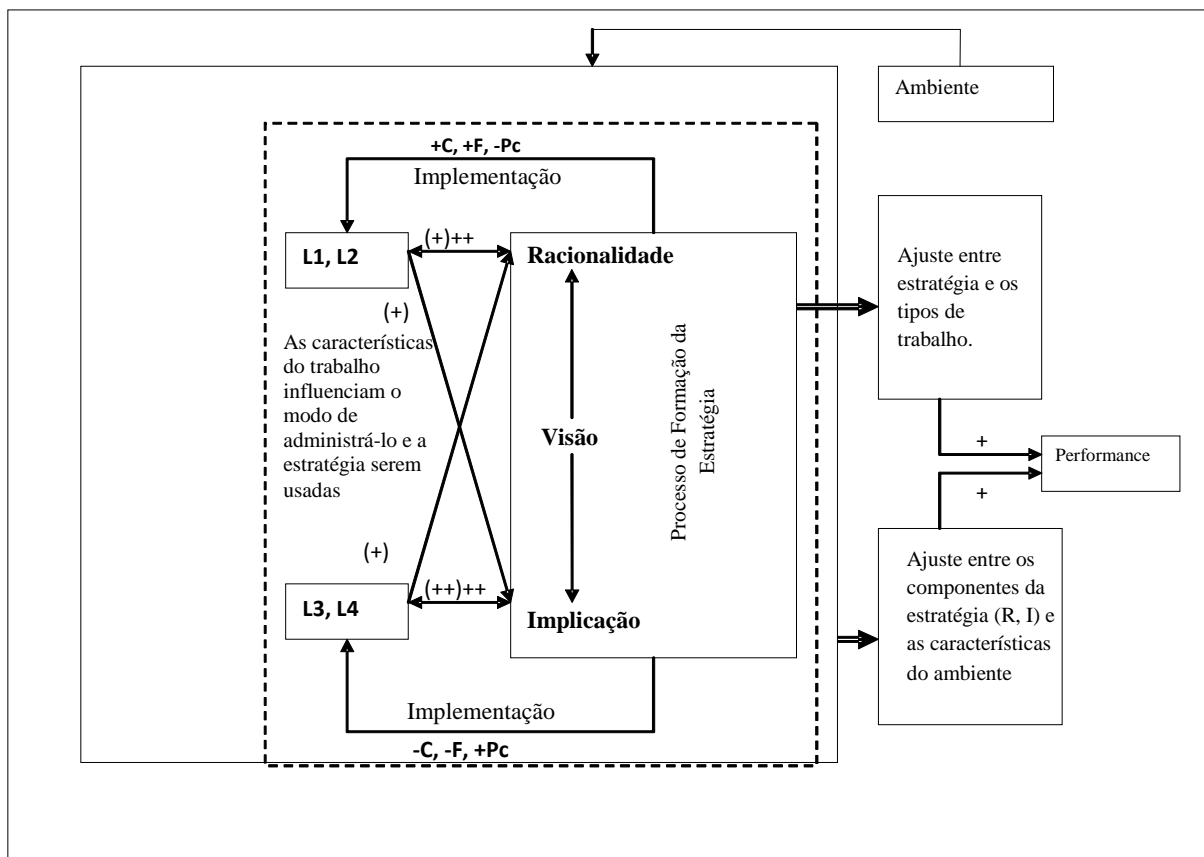 Ambiente
+C, +F, -Pc
Implementação
L1, L2
(+)++
Racionalidade
(+)
As características
do trabalho
influenciam o
modo de
administrá-lo e a
estratégia serem
usadas
Visão
Processo de Formação da
Estratégia
(+)
L3, L4
(++)++
Implicação
Implementação
-C, -F, +Pc
Ajuste entre
estratégia e os
tipos de
trabalho.
+
Performance
+
Ajuste entre os
componentes da
estratégia (R, I) e
as características
do ambiente